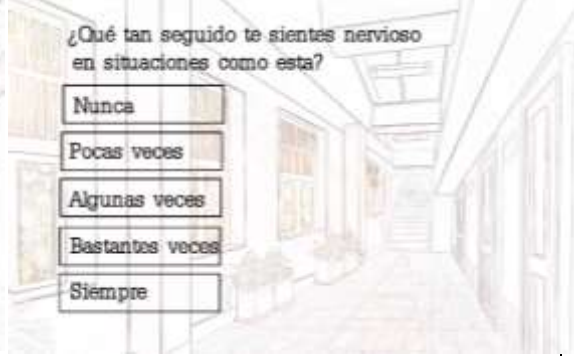 ¿Qué tan seguido te sientes nervioso
en situaciones como esta?
Nunca
Pocas veces
Algunas veces
Bastantes veces
Siempre